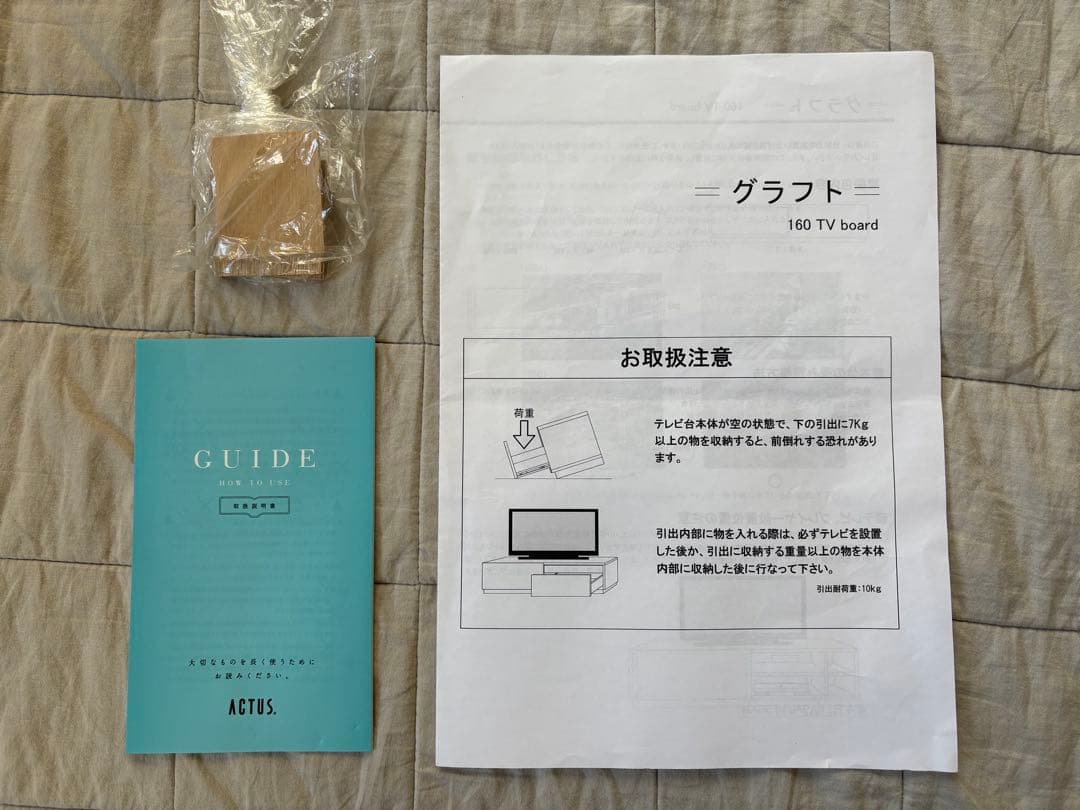 GUIDE
HOW TO USE
取扱説明書
大切なものを長く使うために
お読みください。
ACTUS.
グラフト
160 TV board
お取扱注意
荷重
テレビ台本体が空の状態で、下の引出に7Kg
以上の物を収納すると、前倒れする恐れがあり
ます。
引出内部に物を入れる際は、必ずテレビを設置
した後か、引出に収納する重量以上の物を本体
内部に収納した後に行なって下さい。
引出耐荷重:10kg